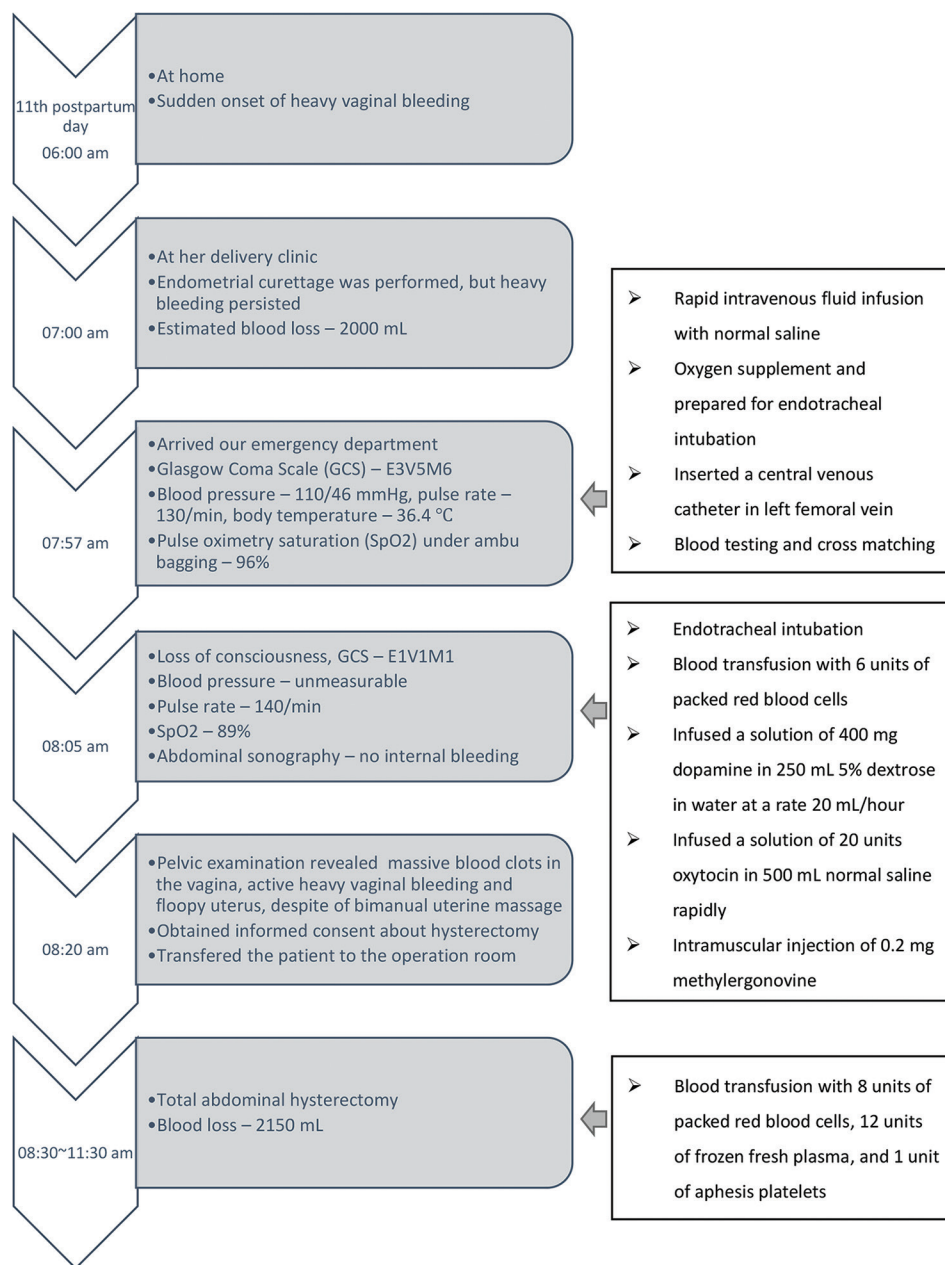 11th postpartum
day
06:00 am
•At home
•Sudden onset of heavy vaginal bleeding
07:00 am
•At her delivery clinic
•Endometrial curettage was performed, but heavy
bleeding persisted
•Estimated blood loss – 2000 mL
07:57 am
•Arrived our emergency department
•Glasgow Coma Scale (GCS) – E3V5M6
•Blood pressure – 110/46 mmHg, pulse rate –
130/min, body temperature – 36.4 ℃
•Pulse oximetry saturation (SpO2) under ambu
bagging – 96%
➢ Rapid intravenous fluid infusion
with normal saline
➢ Oxygen supplement and
prepared for endotracheal
intubation
➢ Inserted a central venous
catheter in left femoral vein
➢ Blood testing and cross matching
08:05 am
•Loss of consciousness, GCS – E1V1M1
•Blood pressure – unmeasurable
•Pulse rate – 140/min
•SpO2 – 89%
•Abdominal sonography – no internal bleeding
➢ Endotracheal intubation
➢ Blood transfusion with 6 units of
packed red blood cells
➢ Infused a solution of 400 mg
dopamine in 250 mL 5% dextrose
in water at a rate 20 mL/hour
➢ Infused a solution of 20 units
oxytocin in 500 mL normal saline
rapidly
➢ Intramuscular injection of 0.2 mg
methylergonovine
08:20 am
•Pelvic examination revealed massive blood clots in
the vagina, active heavy vaginal bleeding and
floopy uterus, despite of bimanual uterine massage
•Obtained informed consent about hysterectomy
•Transfered the patient to the operation room
08:30~11:30 am
•Total abdominal hysterectomy
•Blood loss – 2150 mL
➢ Blood transfusion with 8 units of
packed red blood cells, 12 units
of frozen fresh plasma, and 1 unit
of aphesis platelets